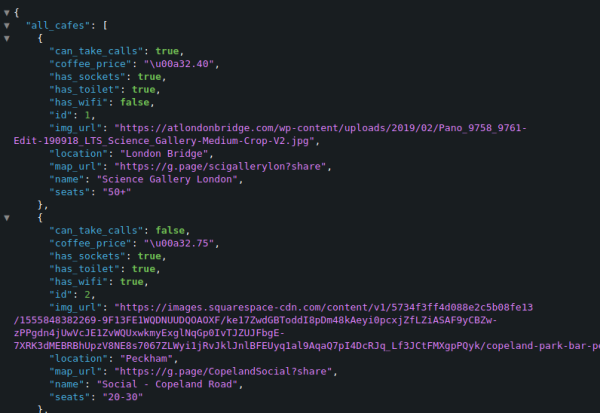 {
"all_cafes": [
{
"can_take_calls": true,
"coffee_price": "\u00a32.40",
"has_sockets": true,
"has_toilet": true,
"has_wifi": false,
"id": 1,
"img_url": "https://atlondonbridge.com/wp-content/uploads/2019/02/Pano_9758_9761-
Edit-190918_LTS_Science_Gallery-Medium-Crop-V2.jpg",
"location": "London Bridge",
"map_url": "https://g.page/scigallerylon?share",
"name": "Science Gallery London",
"seats": "50+"
},
{
"can_take_calls": false,
"coffee_price": "\u00a32.75",
"has_sockets": true,
"has_toilet": true,
"has_wifi": true,
"id": 2,
"img_url": "https://images.squarespace-cdn.com/content/v1/5734f3ff4d088e2c5b08fe13
/1555848382269-9F13FE1WQDNUUDQOAOXF/ke17ZwdGBToddI8pDm48kAeyi0pcxjZfLZiASAF9yCBZw-
zPPgdn4jUwVcJE1ZvWQUxwkmyExglNqGp0IvTJZUJFbgE-
7XRK3dMEBRBhUpzV8NE8s7067ZLWyi1jRvJklJnlBFEUyq1al9AqaQ7pI4DcRJq_Lf3JCtFMXgpPQyk/copeland-park-bar-pe
"location": "Peckham",
"map_url": "https://g.page/CopelandSocial?share",
"name": "Social - Copeland Road",
"seats": "20-30"
},